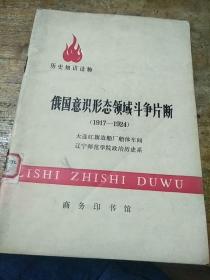 历史知识读物
俄国意识形态领域斗争片断
(1917—1924)
大连红旗造船厂船体车间
辽宁师范学院政治历史系
LISHI ZHISHI DUWU
商务印书馆